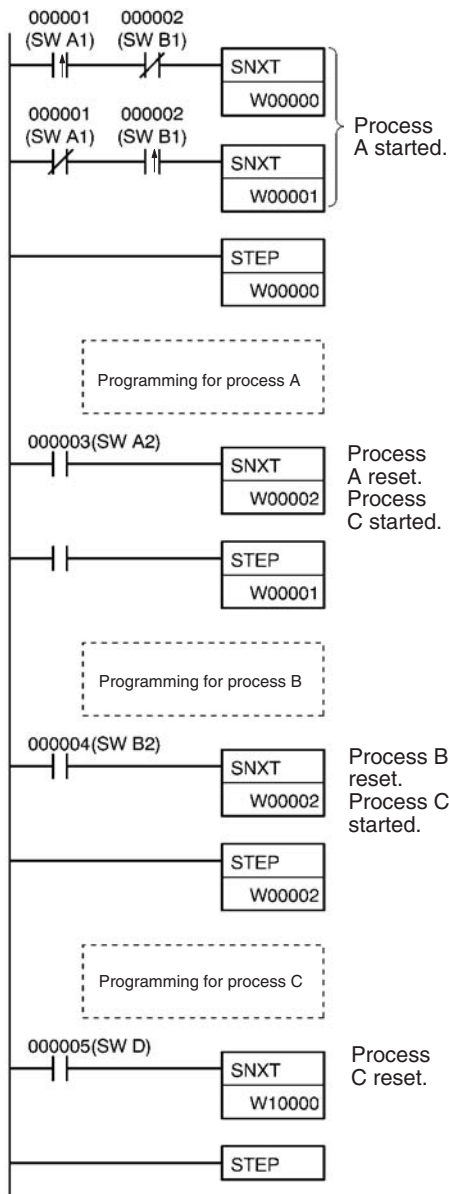 000001 000002
(SW A1) (SW B1)
SNXT
W00000
Process
A started.
000001 000002
(SW A1) (SW B1)
SNXT
W00001
STEP
W00000
Programming for process A
000003(SW A2)
SNXT
W00002
Process
A reset.
Process
C started.
STEP
W00001
Programming for process B
000004(SW B2)
SNXT
W00002
Process B
reset.
Process C
started.
STEP
W00002
Programming for process C
000005(SW D)
SNXT
W10000
Process
C reset.
STEP